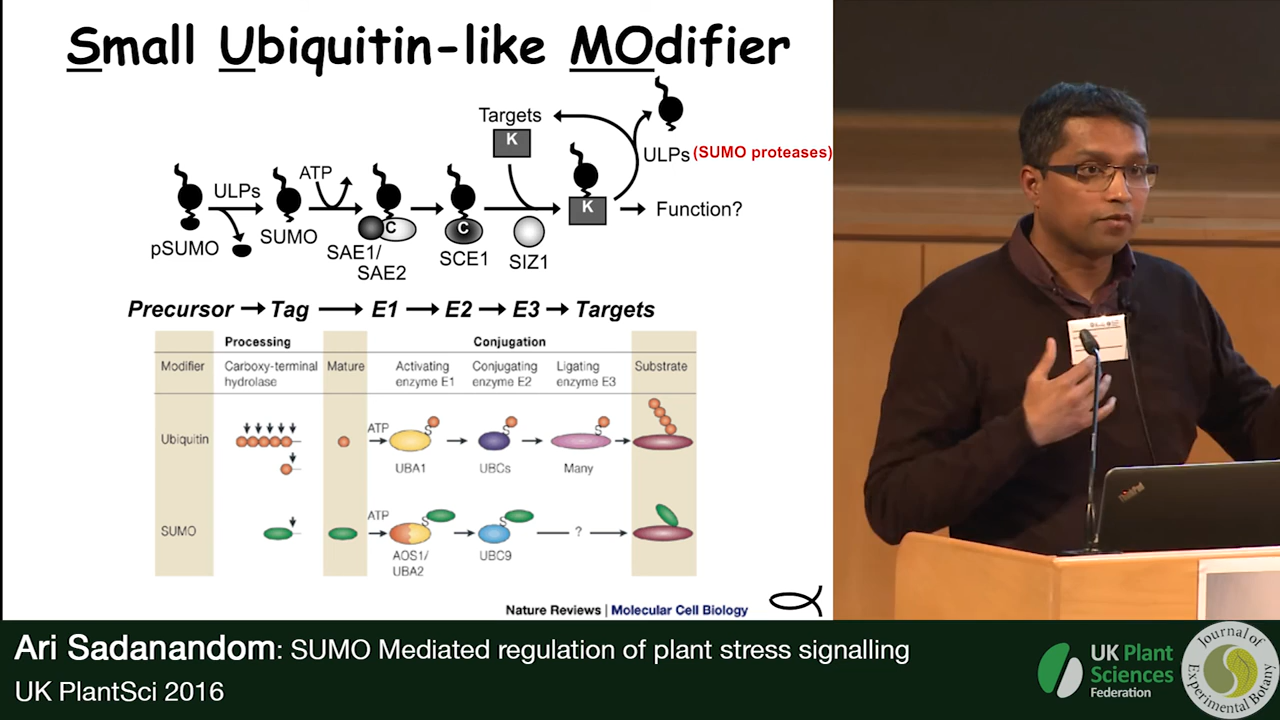 Small Ubiquitin-like MOdifier
Targets
K
ULPs (SUMO proteases)
ATP
ULPs
K
Function?
C
C
pSUMO
SUMO
SAE1/
SAE2
SCE1
SIZ1
Precursor → Tag → E1 → E2 → E3 → Targets
Processing
Conjugation
Modifier
Carboxy-terminal
hydrolase
Mature
Activating
enzyme E1
Conjugating
enzyme E2
Ligating
enzyme E3
Substrate
Ubiquitin
ATP
S
S
S
UBA1
UBCs
Many
SUMO
ATP
S
S
?
AOS1/
UBA2
UBC9
Nature Reviews | Molecular Cell Biology
ThinkPad
Ari Sadanandom: SUMO Mediated regulation of plant stress signalling
UK PlantSci 2016
UK Plant
Sciences
Federation
Journal of
Experimental Botany